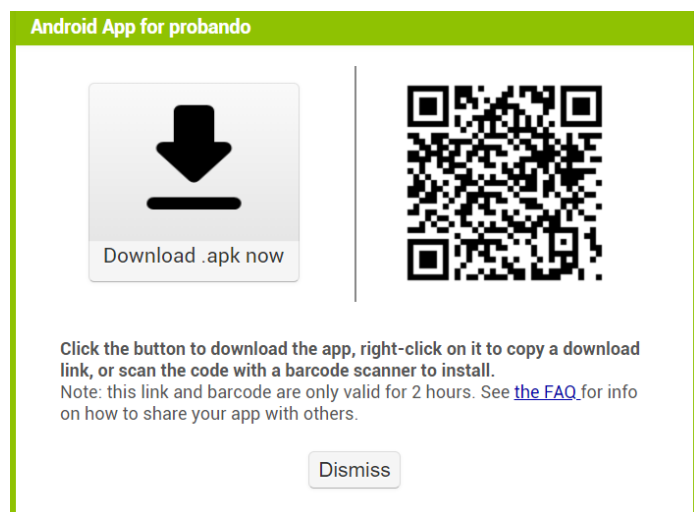 Android App for probando
Download .apk now
Click the button to download the app, right-click on it to copy a download
link, or scan the code with a barcode scanner to install.
Note: this link and barcode are only valid for 2 hours. See the FAQ for info
on how to share your app with others.
Dismiss